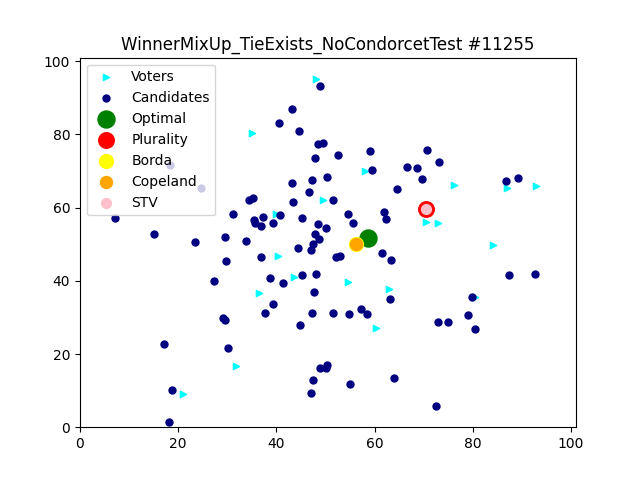 WinnerMixUp_TieExists_NoCondorcetTest #11255
100
80
60
40
20
0
Voters
Candidates
Optimal
Plurality
Borda
Copeland
STV
0 20 40 60 80 100